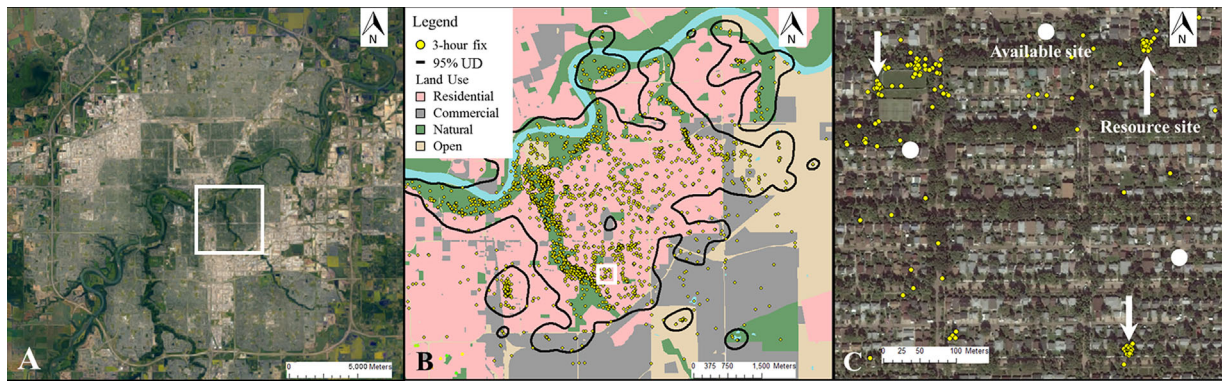 N
A
5,000 Meters
Legend
3-hour fix
95% UD
Land Use
Residential
Commercial
Natural
Open
N
B
0 375 750 1,500 Meters
N
Available site
Resource site
C
0 25 50 100 Meters